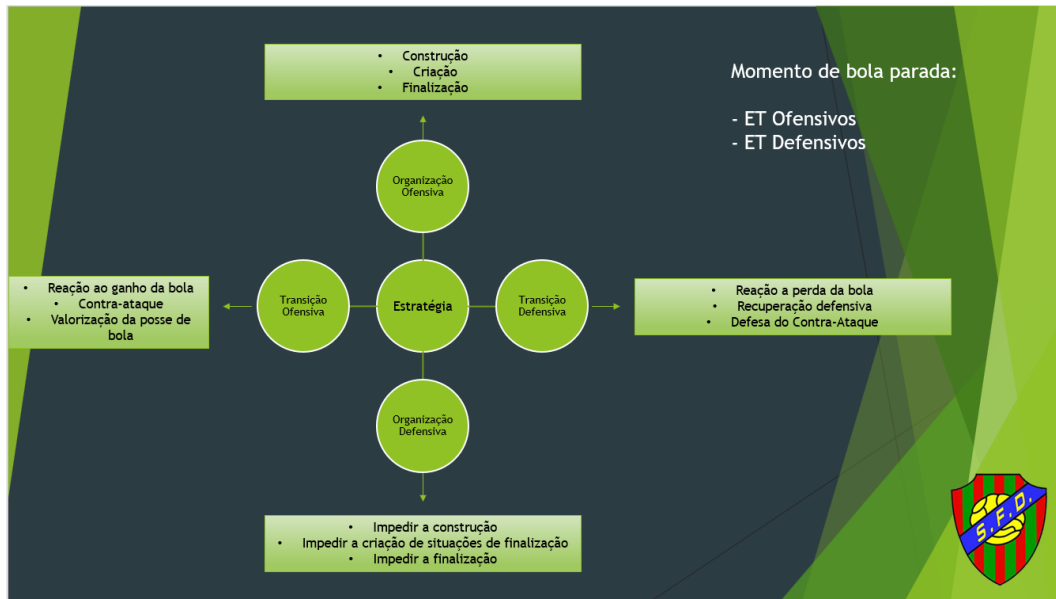 • Construção
• Criação
• Finalização
Momento de bola parada:
- ET Ofensivos
- ET Defensivos
Organização
Ofensiva
• Reação ao ganho da bola
• Contra-ataque
• Valorização da posse de
bola
Transição
Ofensiva
Estratégia
Transição
Defensiva
• Reação a perda da bola
• Recuperação defensiva
• Defesa do Contra-Ataque
Organização
Defensiva
• Impedir a construção
• Impedir a criação de situações de finalização
• Impedir a finalização
S.F.D.